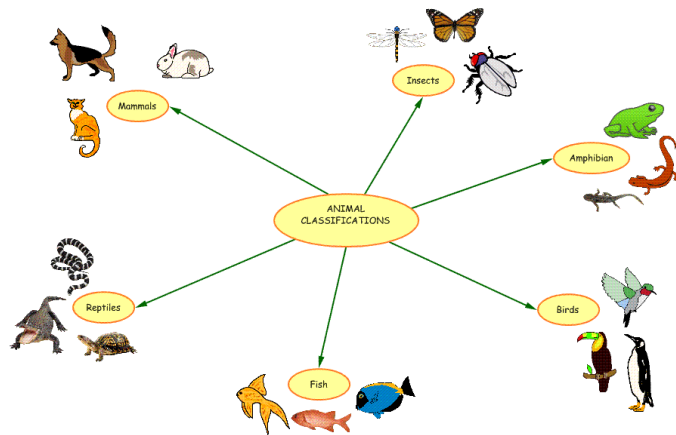 Insects
Mammals
Amphibian
ANIMAL
CLASSIFICATIONS
Reptiles
Birds
Fish